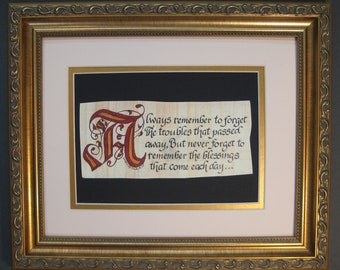 Always remember to forget
the troubles that passed
away, But never forget to
remember the blessings
that come each day...